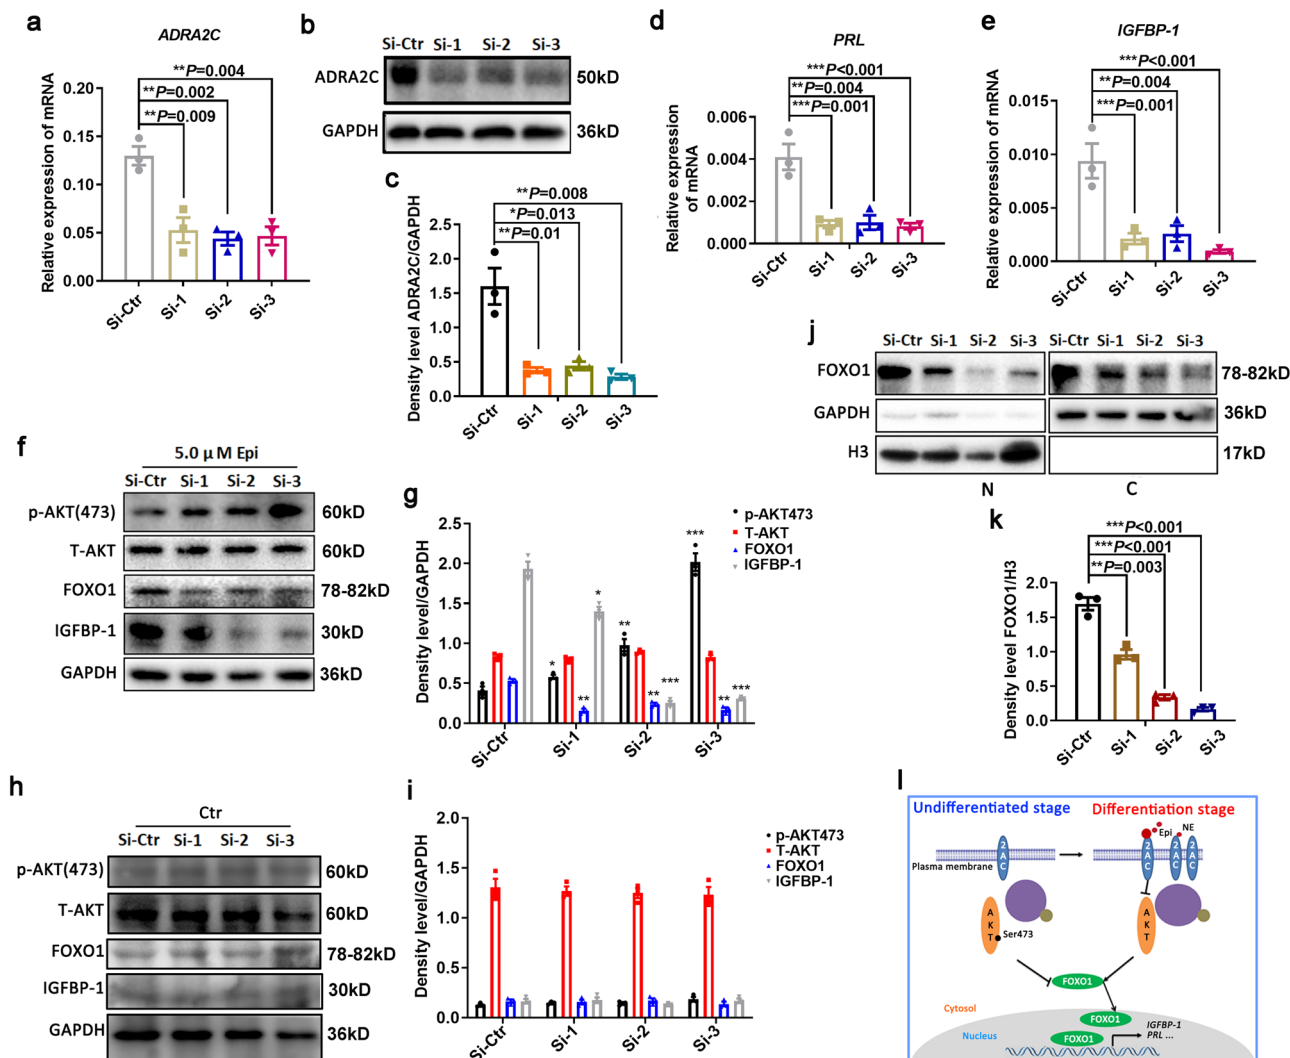 a
ADRA2C
**P=0.004
**P=0.002
**P=0.009
Relative expression of mRNA
0.20
0.15
0.10
0.05
0.00
Si-Ctr
Si-1
Si-2
Si-3
b
Si-Ctr Si-1 Si-2 Si-3
ADRA2C 50kD
GAPDH 36kD
c
**P=0.008
*P=0.013
**P=0.01
Density level ADRA2C/GAPDH
2.5
2.0
1.5
1.0
0.5
0.0
Si-Ctr
Si-1
Si-2
Si-3
d
PRL
***P<0.001
**P=0.004
***P=0.001
Relative expression
of mRNA
0.006
0.004
0.002
0.000
Si-Ctr
Si-1
Si-2
Si-3
e
IGFBP-1
***P<0.001
**P=0.004
***P=0.001
Relative expression of mRNA
0.015
0.010
0.005
0.000
Si-Ctr
Si-1
Si-2
Si-3
f
5.0 μM Epi
Si-Ctr Si-1 Si-2 Si-3
p-AKT(473) 60kD
T-AKT 60kD
FOXO1 78-82kD
IGFBP-1 30kD
GAPDH 36kD
g
p-AKT473
T-AKT
FOXO1
IGFBP-1
Density level/GAPDH
2.5
2.0
1.5
1.0
0.5
0.0
* ** * ** ** *** *** ** ***
Si-Ctr
Si-1
Si-2
Si-3
h
Ctr
Si-Ctr Si-1 Si-2 Si-3
p-AKT(473) 60kD
T-AKT 60kD
FOXO1 78-82kD
IGFBP-1 30kD
GAPDH 36kD
i
p-AKT473
T-AKT
FOXO1
IGFBP-1
Density level/GAPDH
2.0
1.5
1.0
0.5
0.0
Si-Ctr
Si-1
Si-2
Si-3
j
Si-Ctr Si-1 Si-2 Si-3 Si-Ctr Si-1 Si-2 Si-3
FOXO1 78-82kD
GAPDH 36kD
H3 17kD
N C
k
***P<0.001
***P<0.001
**P=0.003
Density level FOXO1/H3
2.0
1.5
1.0
0.5
0.0
Si-Ctr
Si-1
Si-2
Si-3
l
Undifferentiated stage Differentiation stage
Epi NE
2AC 2AC 2AC 2AC
Plasma membrane
AKT AKT
Ser473
FOXO1
Cytosol
FOXO1
Nucleus
FOXO1
IGFBP-1
PRL ...